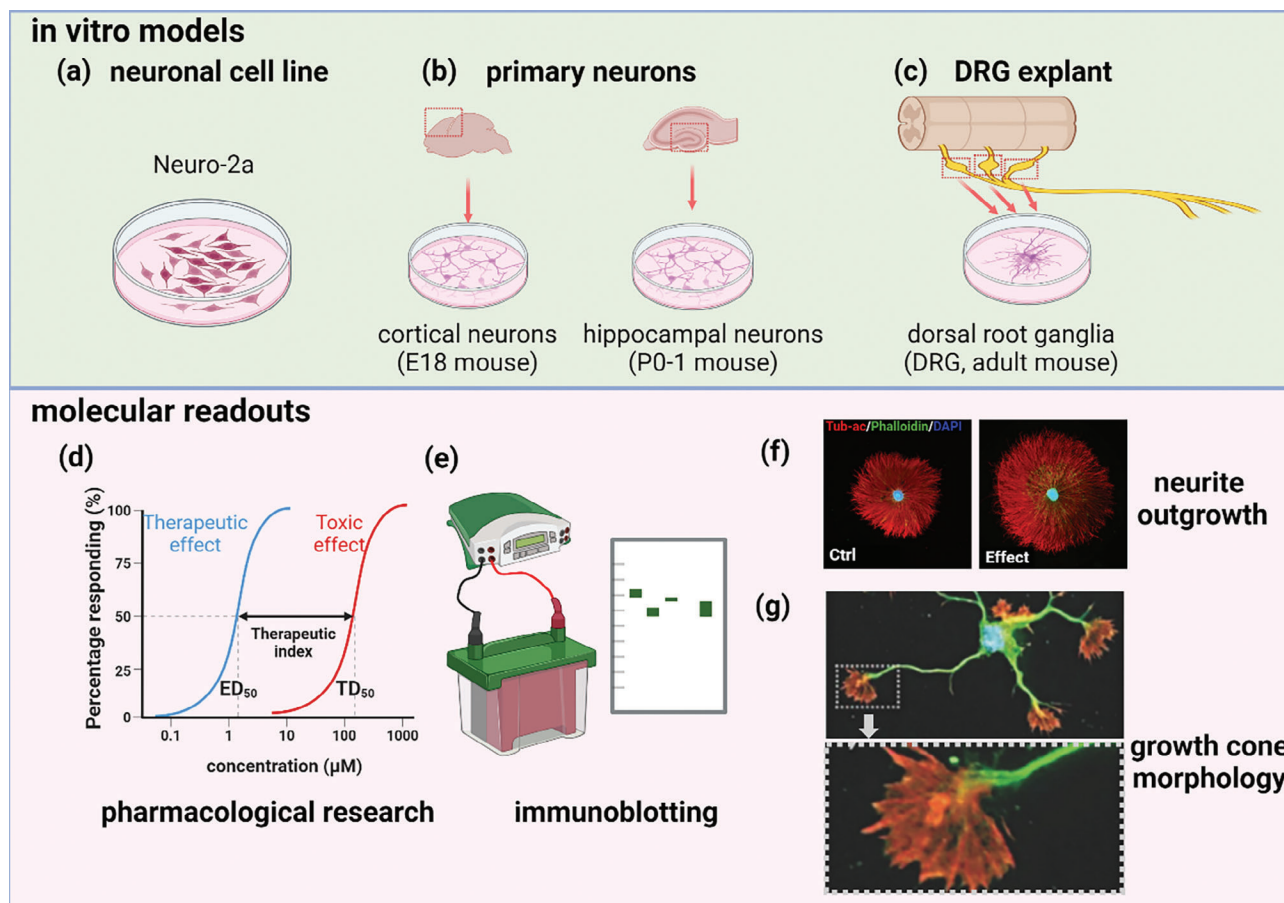 in vitro models
(a) neuronal cell line
Neuro-2a
(b) primary neurons
cortical neurons
(E18 mouse)
hippocampal neurons
(P0-1 mouse)
(c) DRG explant
dorsal root ganglia
(DRG, adult mouse)
molecular readouts
(d)
Percentage responding (%)
100
75
50
25
0
Therapeutic
effect
Toxic
effect
Therapeutic
index
ED50
TD50
0.1 1 10 100 1000
concentration (µM)
pharmacological research
(e)
immunoblotting
(f)
Tub-ac/Phalloidin/DAPI
Ctrl
Effect
neurite
outgrowth
(g)
growth cone
morphology